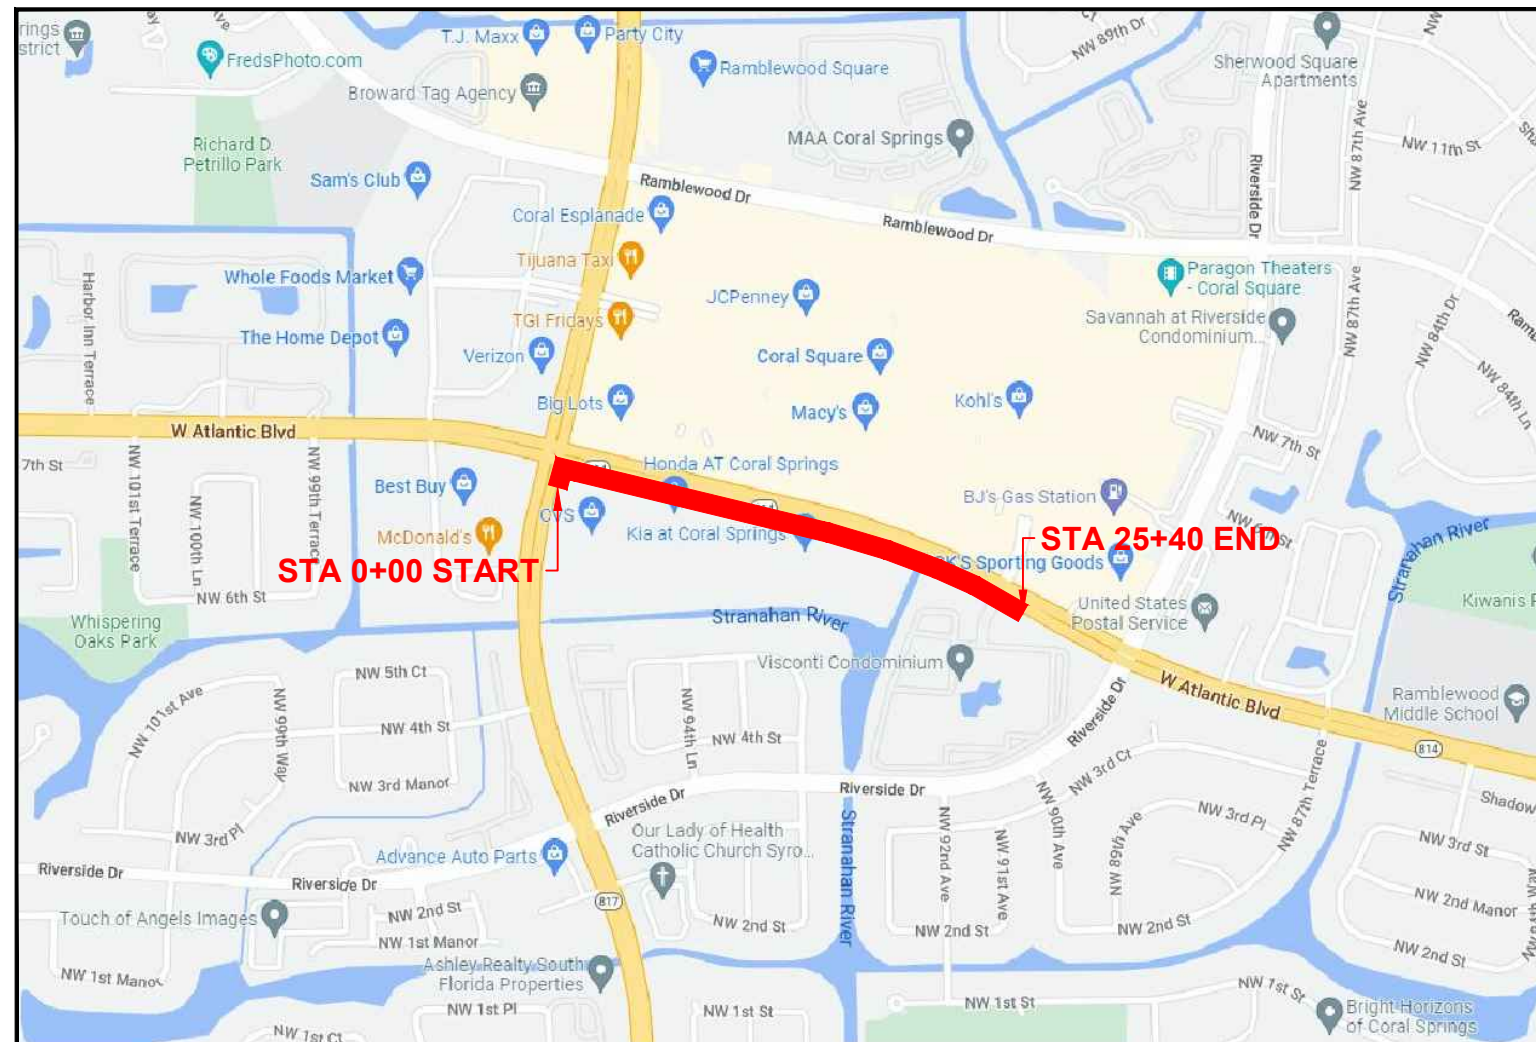 rings
strict
FredsPhoto.com
T.J. Maxx
Party City
Ramblewood Square
Broward Tag Agency
NW 89th Dr
Sherwood Square
Apartments
NW
Richard D
Petrillo Park
MAA Coral Springs
NW 87th Ave
NW 11th St
Sam's Club
Ramblewood Dr
Riverside Dr
Coral Esplanade
Ramblewood Dr
Tijuana Taxi
Whole Foods Market
Harbor Inn Terrace
JCPenney
Paragon Theaters
- Coral Square
TGI Fridays
Savannah at Riverside
Condominium...
NW 87th Ave
NW 84th Dr
The Home Depot
Verizon
Coral Square
NW 84th Ln
Big Lots
Macy's
Kohl's
W Atlantic Blvd
NW 7th St
7th St
NW 101st Terrace
NW 100th Ln
NW 99th Terrace
Honda AT Coral Springs
Best Buy
BJ's Gas Station
CVS
Kia at Coral Springs
McDonald's
Stranahan River
STA 0+00 START
STA 25+40 END
K'S Sporting Goods
NW 6th St
United States
Postal Service
Kiwanis
Whispering
Oaks Park
Stranahan River
Visconti Condominium
NW 5th Ct
NW 101st Ave
NW 99th Way
NW 94th Ln
W Atlantic Blvd
Ramblewood
Middle School
NW 4th St
NW 4th St
Riverside Dr
814
NW 3rd Ct
NW 3rd Manor
Riverside Dr
Riverside Dr
NW 87th Terrace
Shadow
NW 3rd Pl
NW 90th Ave
NW 3rd Pl
Our Lady of Health
Catholic Church Syro...
Stranahan River
NW 92nd Ave
NW 91st Ave
NW 89th Ave
NW 3rd St
Advance Auto Parts
Riverside Dr
Riverside Dr
817
NW 2nd Manor
Touch of Angels Images
NW 2nd St
NW 2nd St
NW 2nd St
NW 2nd St
NW 1st Manor
NW 2nd St
Ashley Realty South
Florida Properties
NW 1st Manor
NW 1st St
NW 1st Pl
NW 1st St
NW 1st St
Bright Horizons
of Coral Springs
NW 1st Ct